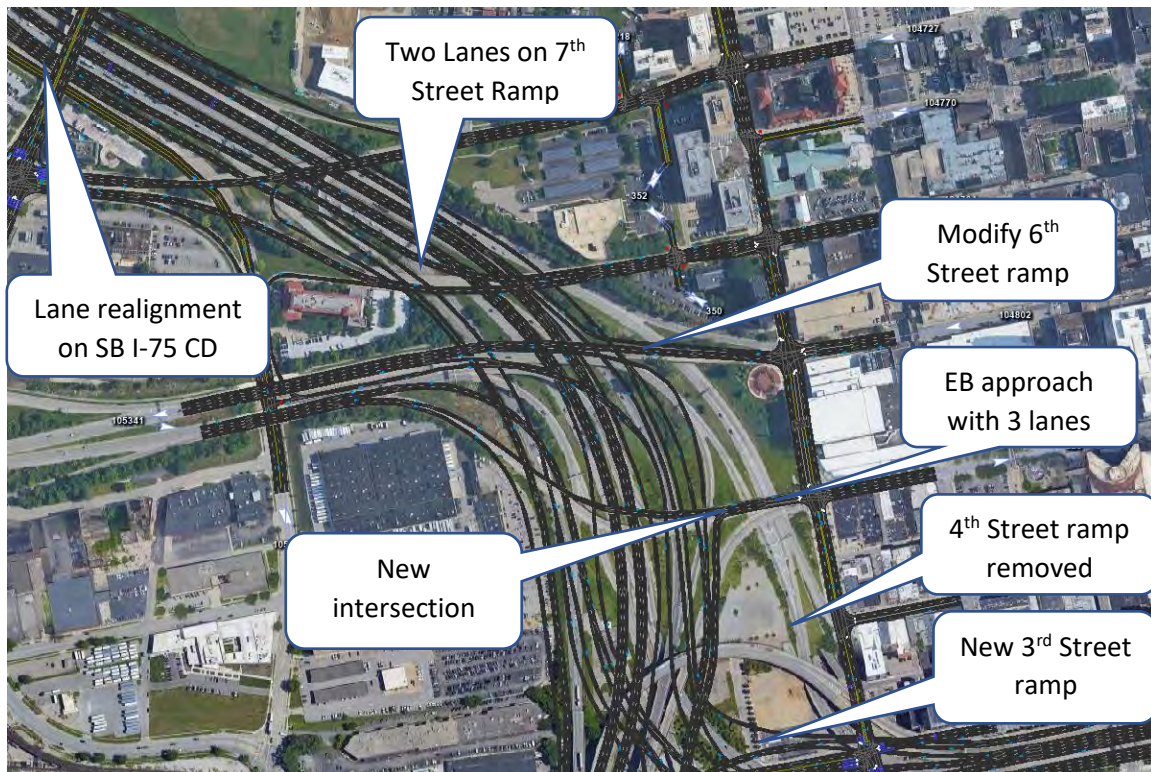 104727
218
Two Lanes on 7th
Street Ramp
104770
352
Modify 6th
Street ramp
Lane realignment
on SB I-75 CD
350
104802
EB approach
with 3 lanes
105341
4th Street ramp
removed
New
intersection
New 3rd Street
ramp